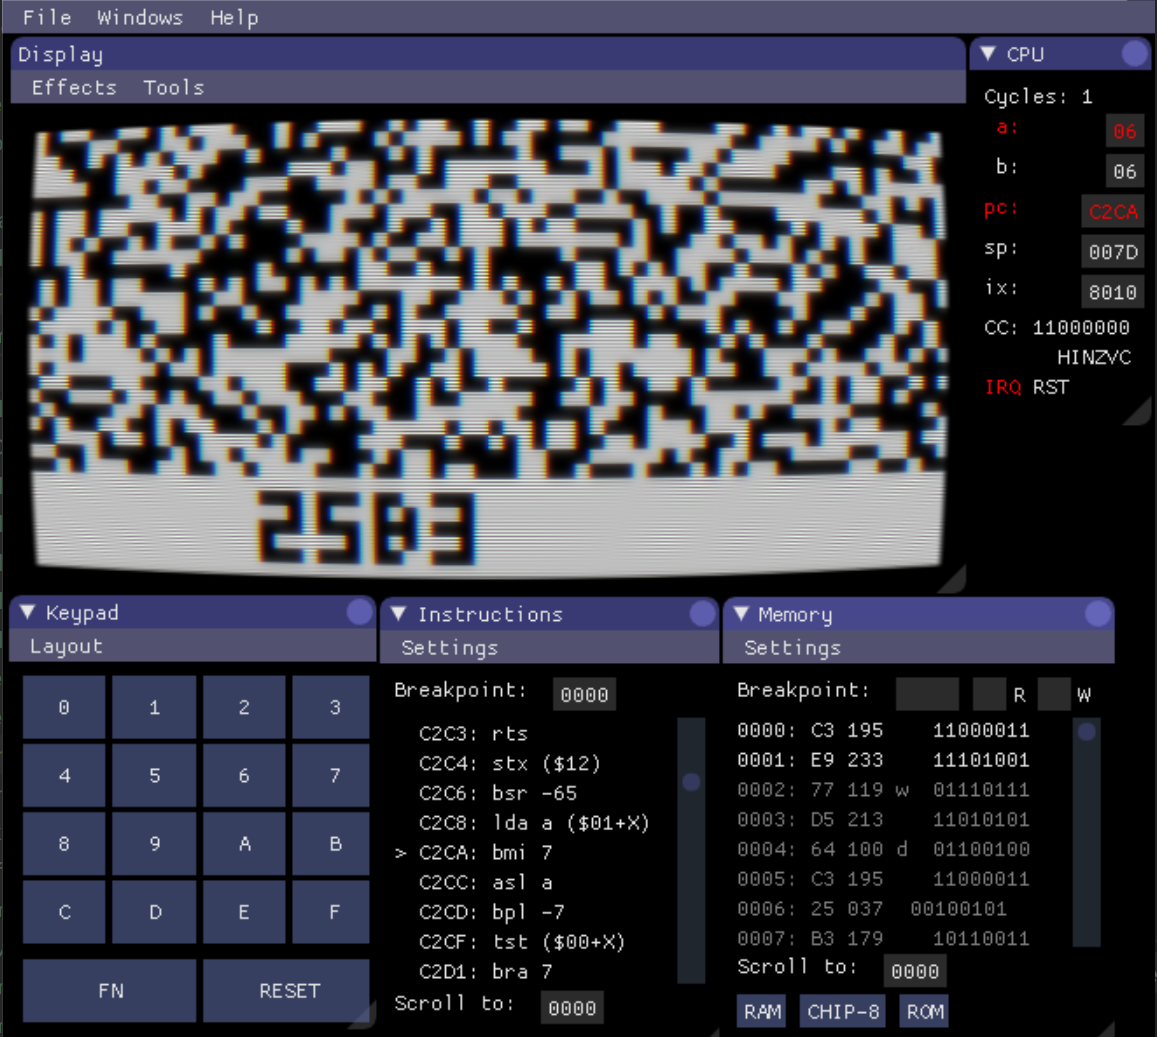 File Windows Help
Display
Effects Tools
2503
CPU
Cycles: 1
a: 06
b: 06
pc: C2CA
sp: 007D
ix: 8010
CC: 11000000
HINZVC
IRQ RST
Keypad
Layout
0 1 2 3
4 5 6 7
8 9 A B
C D E F
FN RESET
Instructions
Settings
Breakpoint: 0000
C2C3: rts
C2C4: stx ($12)
C2C6: bsr -65
C2C8: lda a ($01+X)
> C2CA: bmi 7
C2CC: asl a
C2CD: bpl -7
C2CF: tst ($00+X)
C2D1: bra 7
Scroll to: 0000
Memory
Settings
Breakpoint: R W
0000: C3 195 11000011
0001: E9 233 11101001
0002: 77 119 w 01110111
0003: D5 213 11010101
0004: 64 100 d 01100100
0005: C3 195 11000011
0006: 25 037 00100101
0007: B3 179 10110011
Scroll to: 0000
RAM CHIP-8 ROM